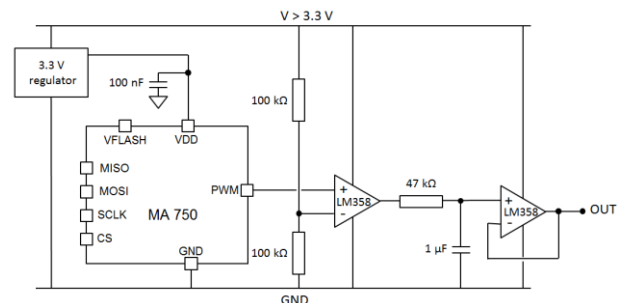 V > 3.3 V
3.3 V
regulator
100 nF
100 kΩ
VFLASH
VDD
MISO
MOSI
SCLK
CS
MA 750
PWM
GND
+
-
LM358
47 kΩ
+
-
LM358
OUT
100 kΩ
1 µF
GND